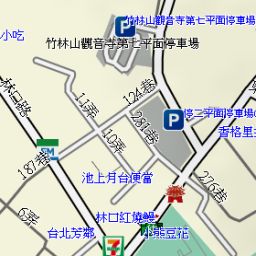 竹林山觀音寺第七平面停車場
小吃
竹林山觀音寺第七平面停車場
林口路
11弄
124巷
281巷
10弄
停二平面停車場
香格里
187巷
池上月台便當
276巷
林口紅燒鰻
6弄
台北芳鄰
7
ELEVEN
小熊豆花